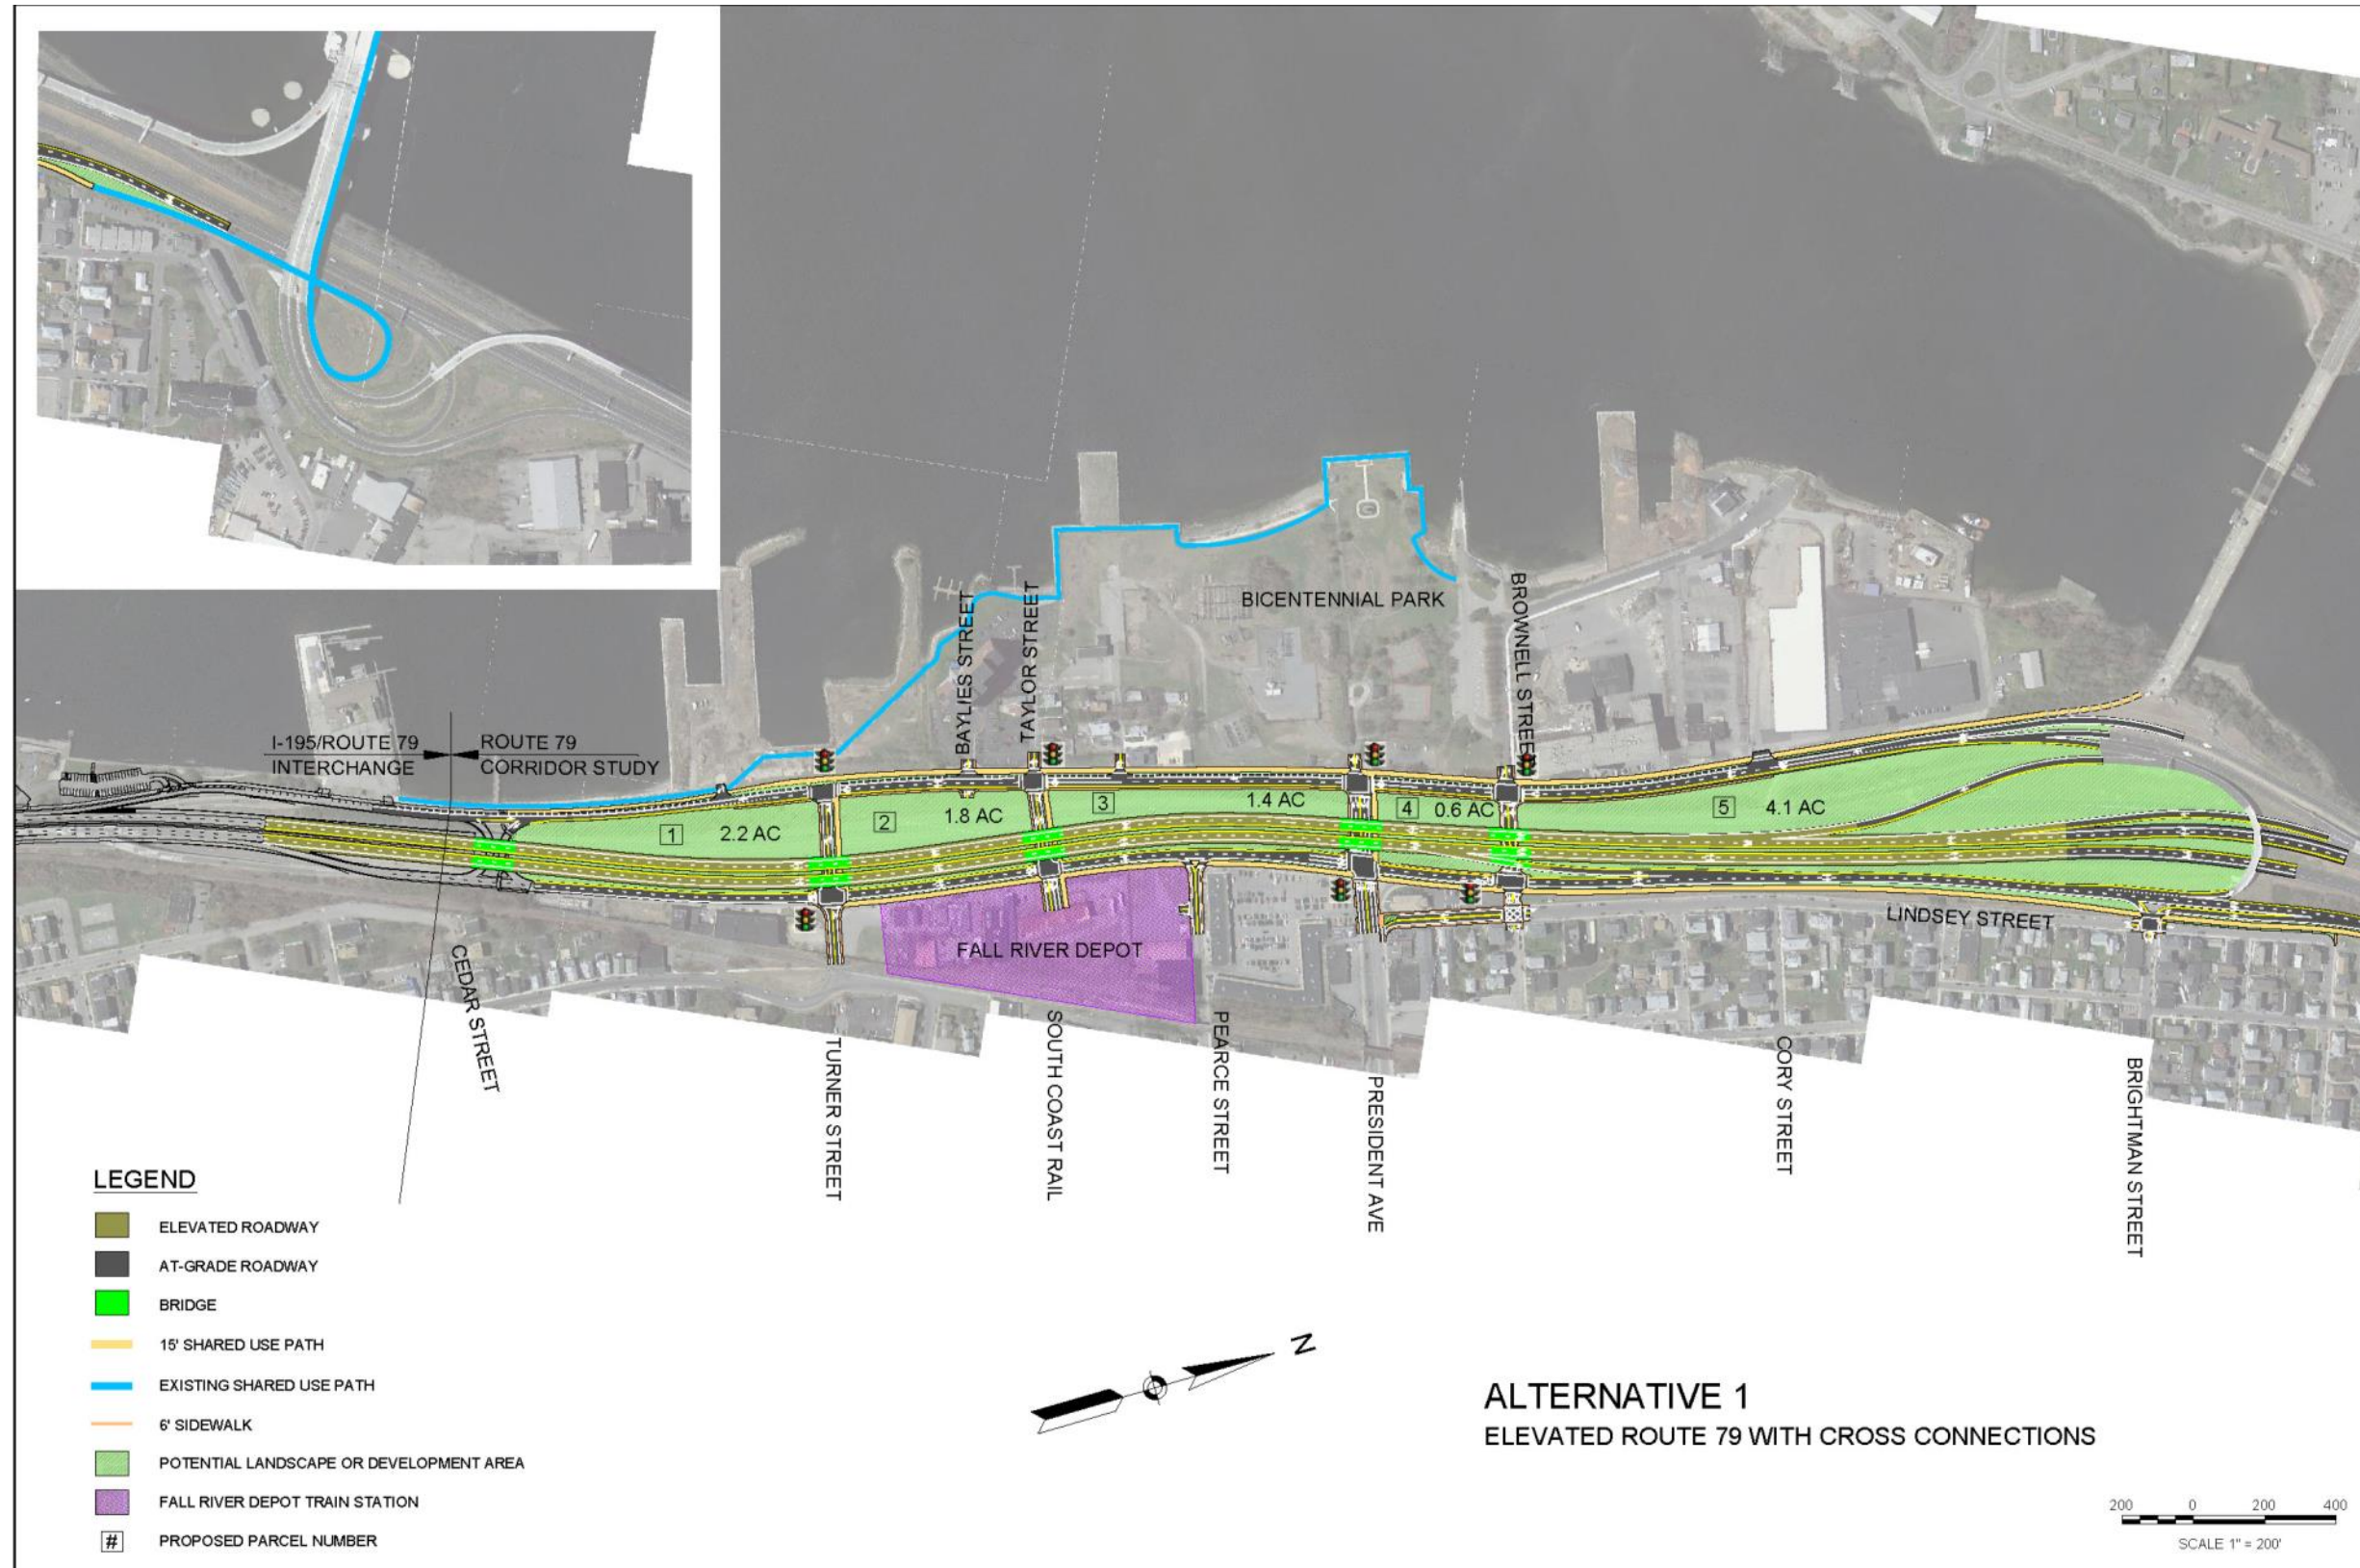 I-195/ROUTE 79
INTERCHANGE
ROUTE 79
CORRIDOR STUDY
BAYLIES STREET
TAYLOR STREET
BICENTENNIAL PARK
BROWNELL STREET
1 2.2 AC
2 1.8 AC
3 1.4 AC
4 0.6 AC
5 4.1 AC
FALL RIVER DEPOT
LINDSEY STREET
CEDAR STREET
TURNER STREET
SOUTH COAST RAIL
PEARCE STREET
PRESIDENT AVE
CORY STREET
BRIGHTMAN STREET
LEGEND
ELEVATED ROADWAY
AT-GRADE ROADWAY
BRIDGE
15' SHARED USE PATH
EXISTING SHARED USE PATH
6' SIDEWALK
POTENTIAL LANDSCAPE OR DEVELOPMENT AREA
FALL RIVER DEPOT TRAIN STATION
# PROPOSED PARCEL NUMBER
N
ALTERNATIVE 1
ELEVATED ROUTE 79 WITH CROSS CONNECTIONS
200 0 200 400
SCALE 1" = 200'